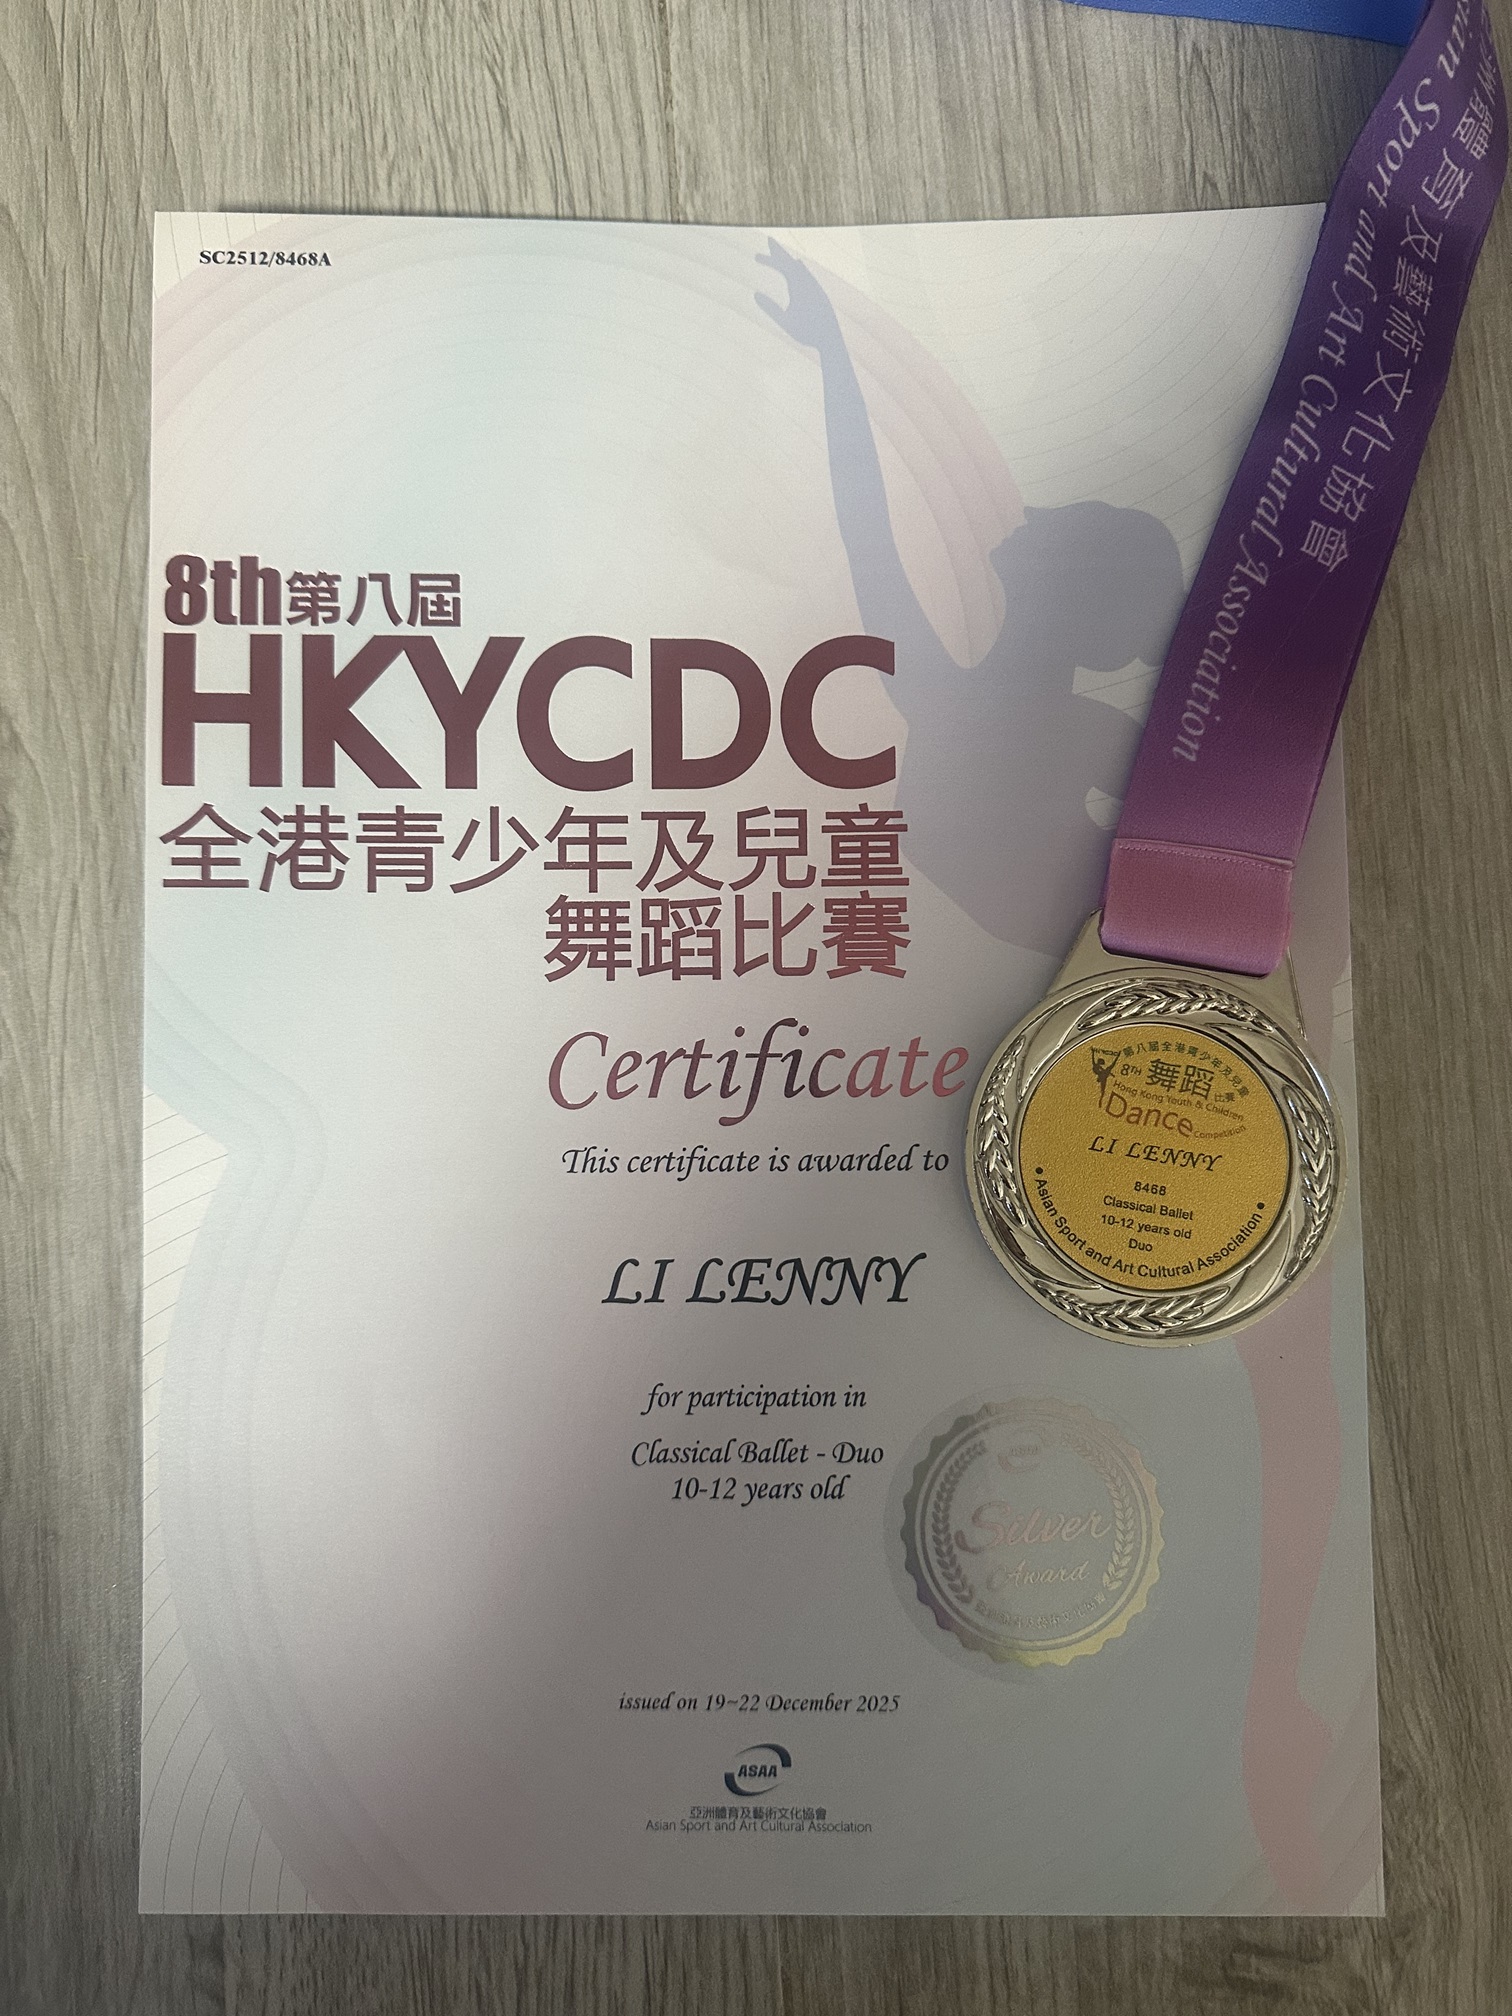 SC2512/8468A
8th第八屆
HKYCDC
全港青少年及兒童
舞蹈比賽
Certificate
This certificate is awarded to
LI LENNY
for participation in
Classical Ballet - Duo
10-12 years old
Silver
Award
issued on 19~22 December 2025
ASAA
亞洲體育及藝術文化協會
Asian Sport and Art Cultural Association
洲體育及藝術文化協會
Sport and Art Cultural Association
第八屆全港青少年及兒童
8TH 舞蹈 比賽
Hong Kong Youth & Children
Dance Competition
LI LENNY
8468
Classical Ballet
10-12 years old
Duo
• Asian Sport and Art Cultural Association •